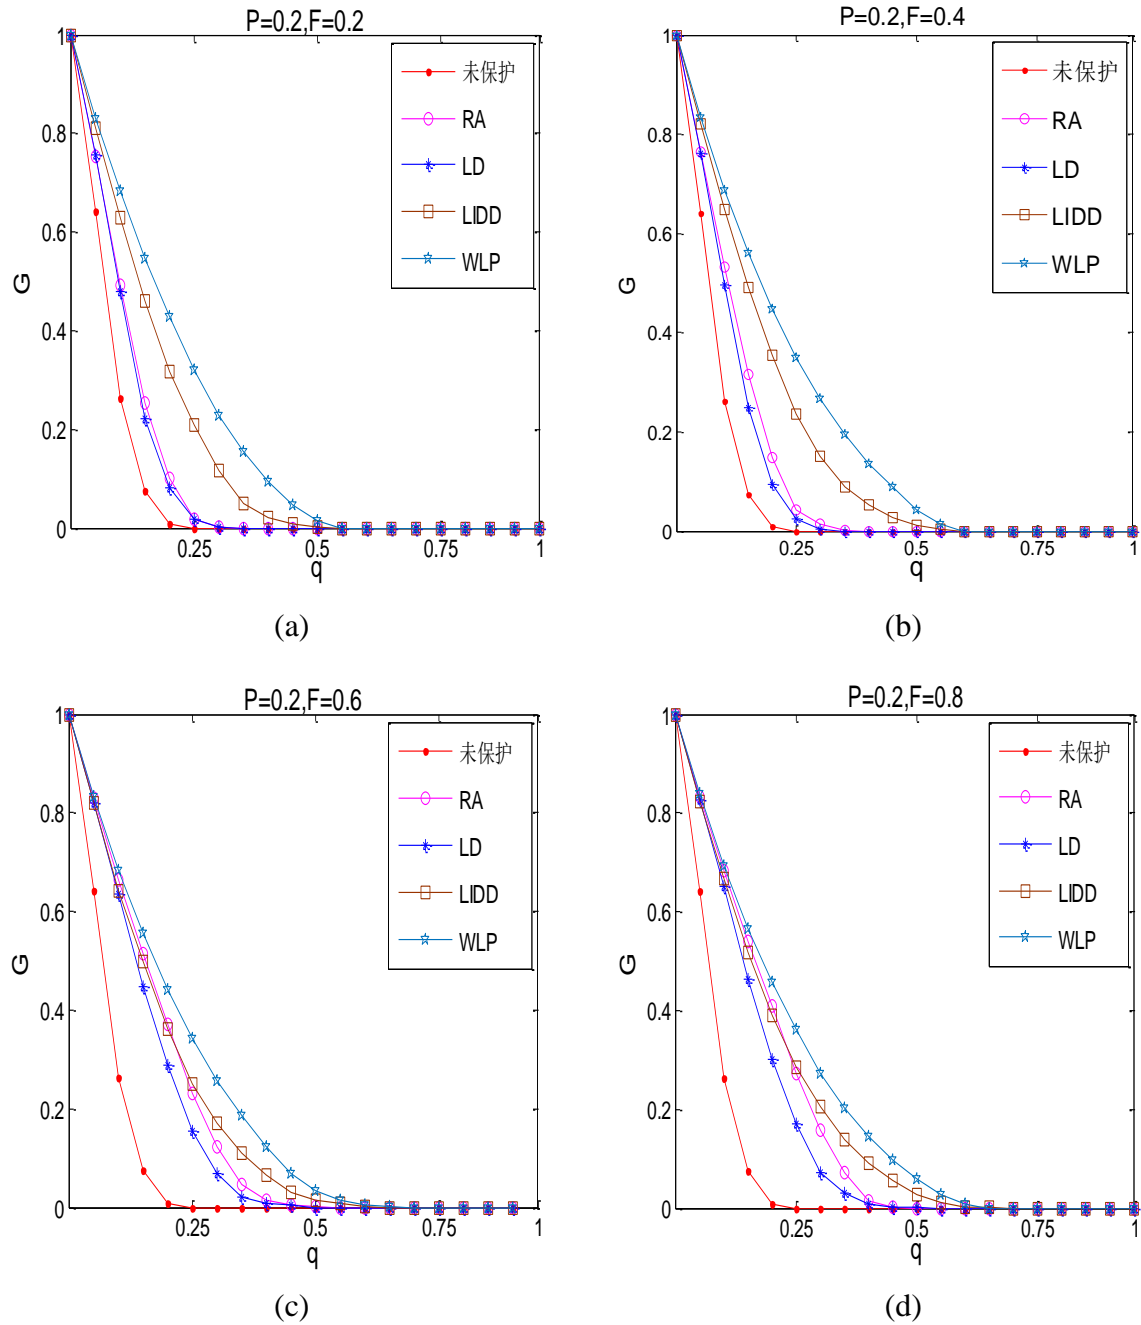 P=0.2,F=0.2
1
0.8
0.6
0.4
0.2
0
G
未保护
RA
LD
LIDD
WLP
0.25
0.5
0.75
1
q
(a)
P=0.2,F=0.4
1
0.8
0.6
0.4
0.2
0
G
未保护
RA
LD
LIDD
WLP
0.25
0.5
0.75
1
q
(b)
P=0.2,F=0.6
1
0.8
0.6
0.4
0.2
0
G
未保护
RA
LD
LIDD
WLP
0.25
0.5
0.75
1
q
(c)
P=0.2,F=0.8
1
0.8
0.6
0.4
0.2
0
G
未保护
RA
LD
LIDD
WLP
0.25
0.5
0.75
1
q
(d)